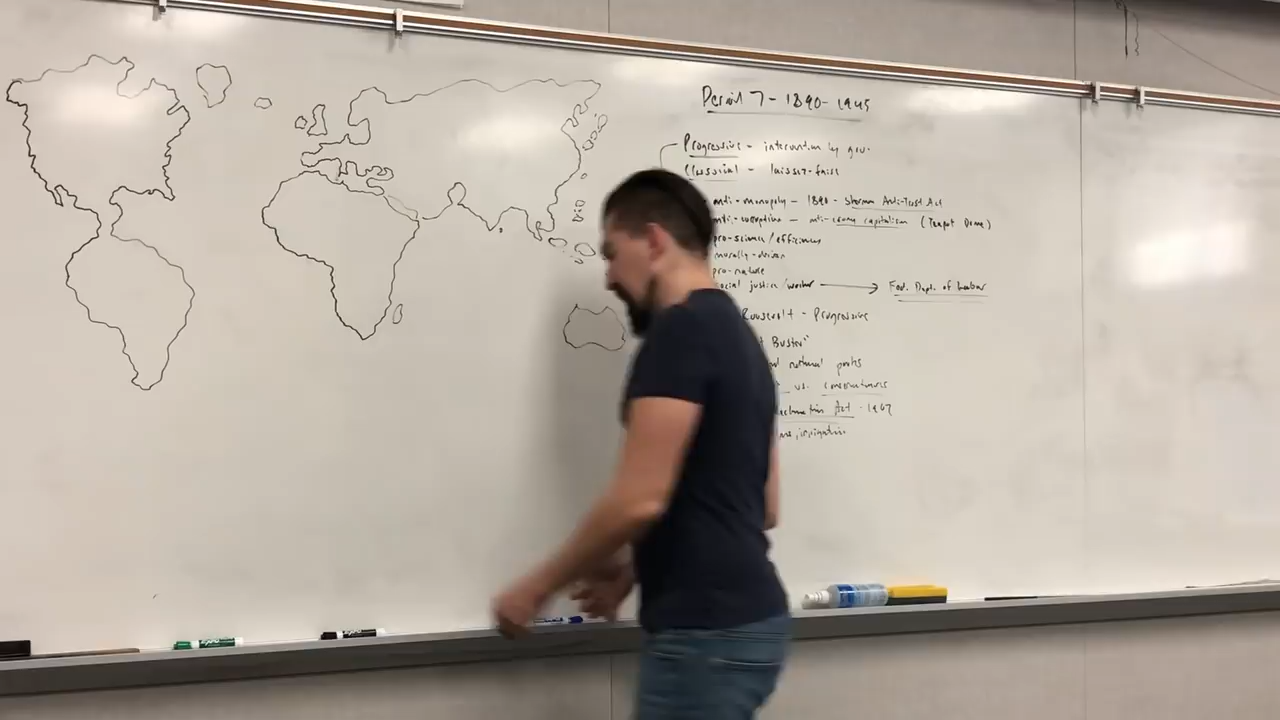 Period 7 - 1890-1945
Progressive - intervention by gov.
Classical - laissez-faire
anti-monopoly - 1890 - Sherman Anti-Trust Act
anti-corruption - anti-crony capitalism (Teapot Dome)
pro-science/efficiency
morally-driven
pro-nature
social justice/worker → Fed. Dept. of Labor
Roosevelt - Progressive
Buster"
national parks
vs.
Act - 1907
irrigation